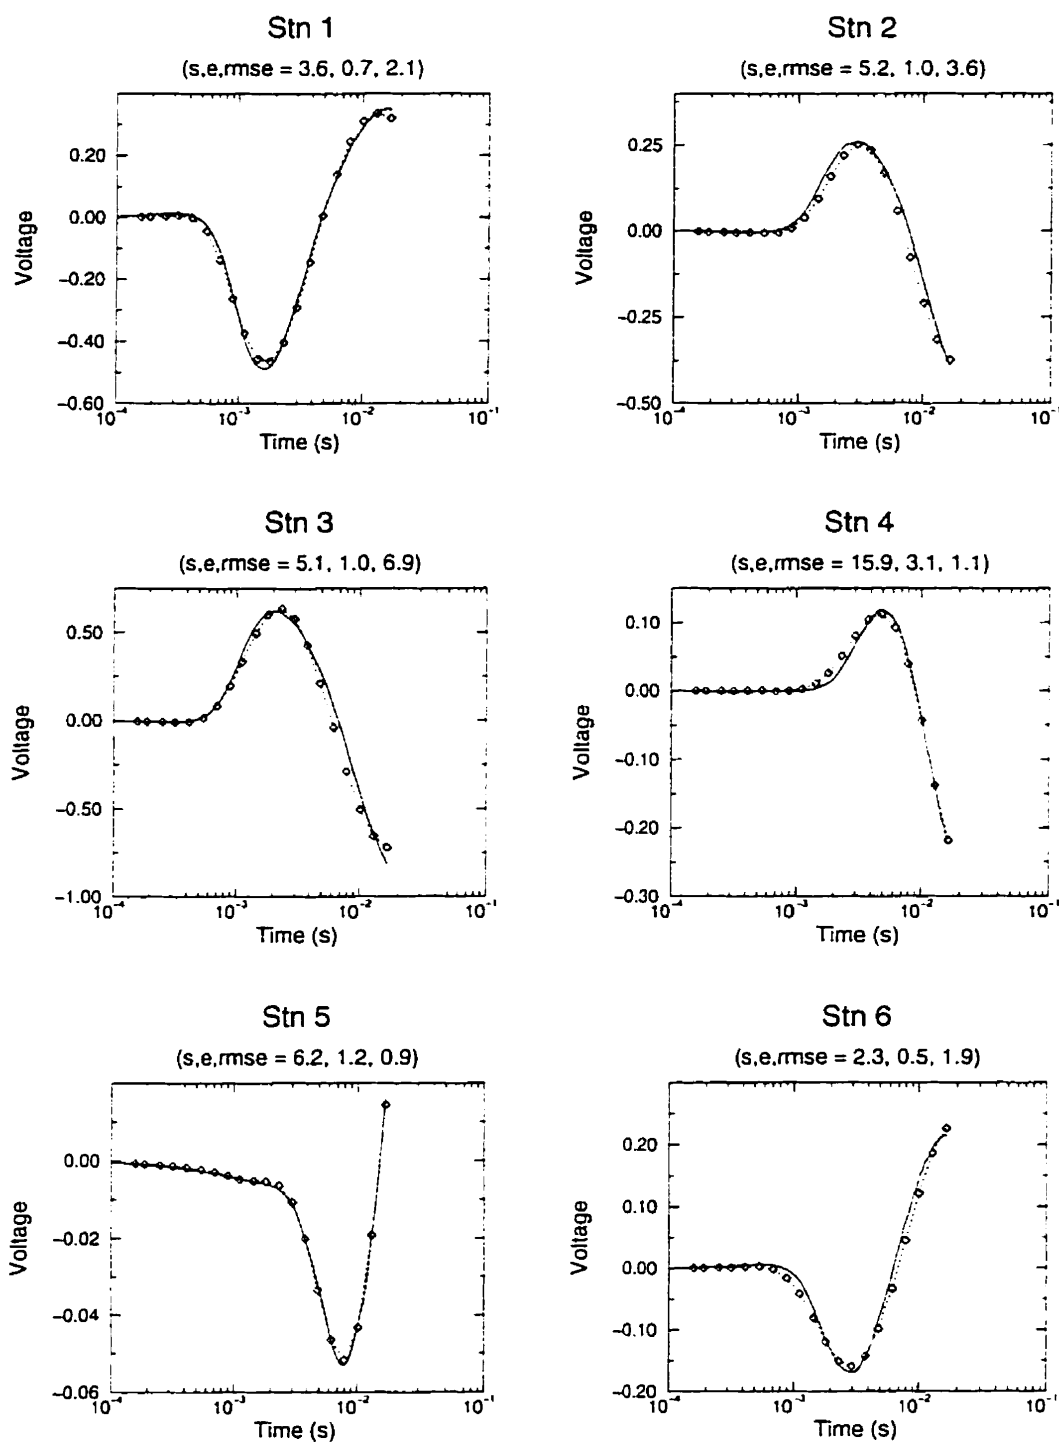 Stn 1
(s,e,rmse = 3.6, 0.7, 2.1)
0.20
0.00
−0.20
−0.40
−0.60
Voltage
10⁻⁴ 10⁻³ 10⁻² 10⁻¹
Time (s)
Stn 2
(s,e,rmse = 5.2, 1.0, 3.6)
0.25
0.00
−0.25
−0.50
Voltage
10⁻⁴ 10⁻³ 10⁻² 10⁻¹
Time (s)
Stn 3
(s,e,rmse = 5.1, 1.0, 6.9)
0.50
0.00
−0.50
−1.00
Voltage
10⁻⁴ 10⁻³ 10⁻² 10⁻¹
Time (s)
Stn 4
(s,e,rmse = 15.9, 3.1, 1.1)
0.10
0.00
−0.10
−0.20
−0.30
Voltage
10⁻⁴ 10⁻³ 10⁻² 10⁻¹
Time (s)
Stn 5
(s,e,rmse = 6.2, 1.2, 0.9)
0.00
−0.02
−0.04
−0.06
Voltage
10⁻⁴ 10⁻³ 10⁻² 10⁻¹
Time (s)
Stn 6
(s,e,rmse = 2.3, 0.5, 1.9)
0.20
0.10
0.00
−0.10
−0.20
Voltage
10⁻⁴ 10⁻³ 10⁻² 10⁻¹
Time (s)